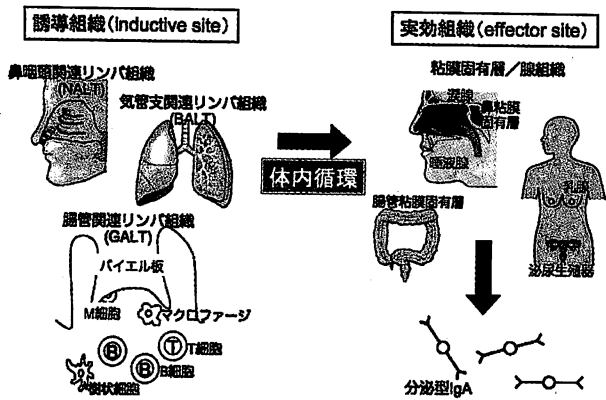 誘導組織(inductive site)
鼻咽頭関連リンパ組織
(NALT)
気管支関連リンパ組織
(BALT)
腸管関連リンパ組織
(GALT)
パイエル板
M細胞
マクロファージ
B
T
T細胞
B
B細胞
樹状細胞
体内循環
実効組織(effector site)
粘膜固有層/腺組織
涙腺
鼻粘膜
固有層
唾液腺
乳腺
腸管粘膜固有層
泌尿生殖器
分泌型IgA